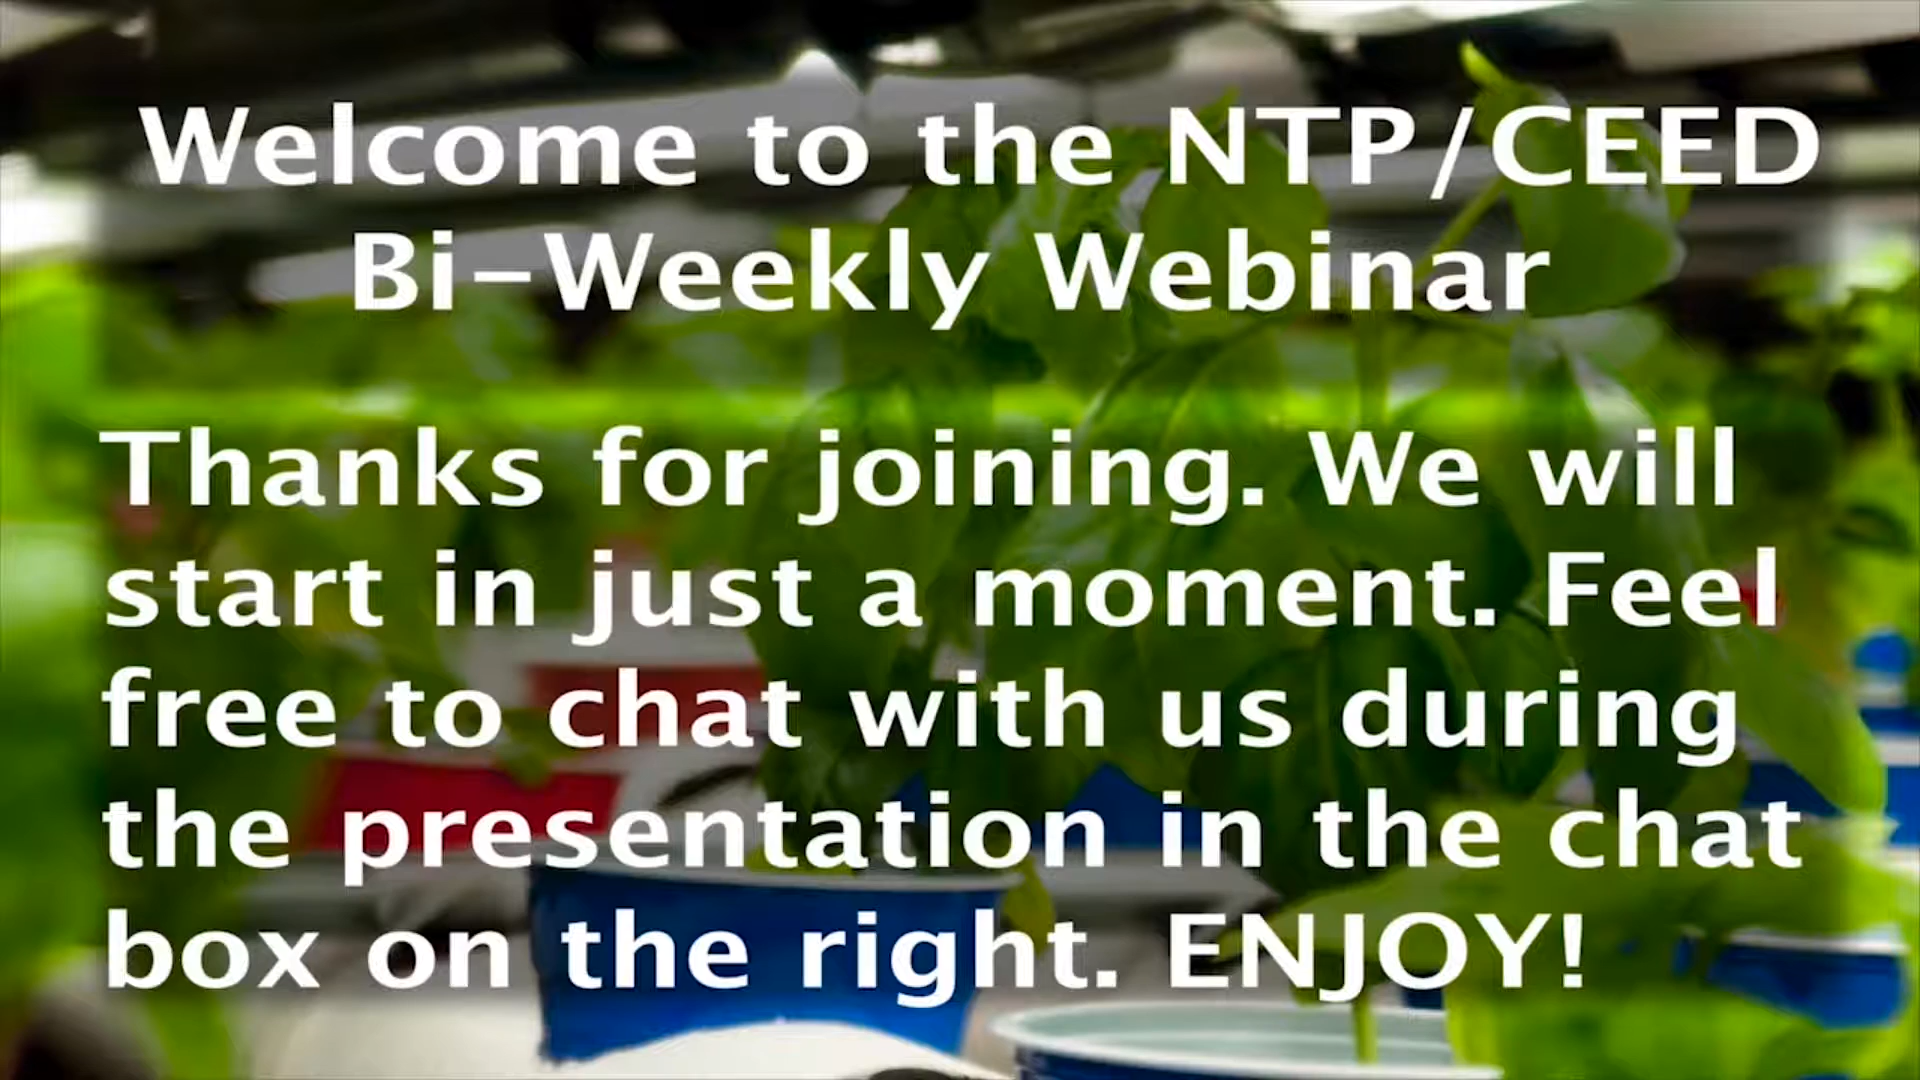 Welcome to the NTP/CEED
Bi-Weekly Webinar
Thanks for joining. We will
start in just a moment. Feel
free to chat with us during
the presentation in the chat
box on the right. ENJOY!